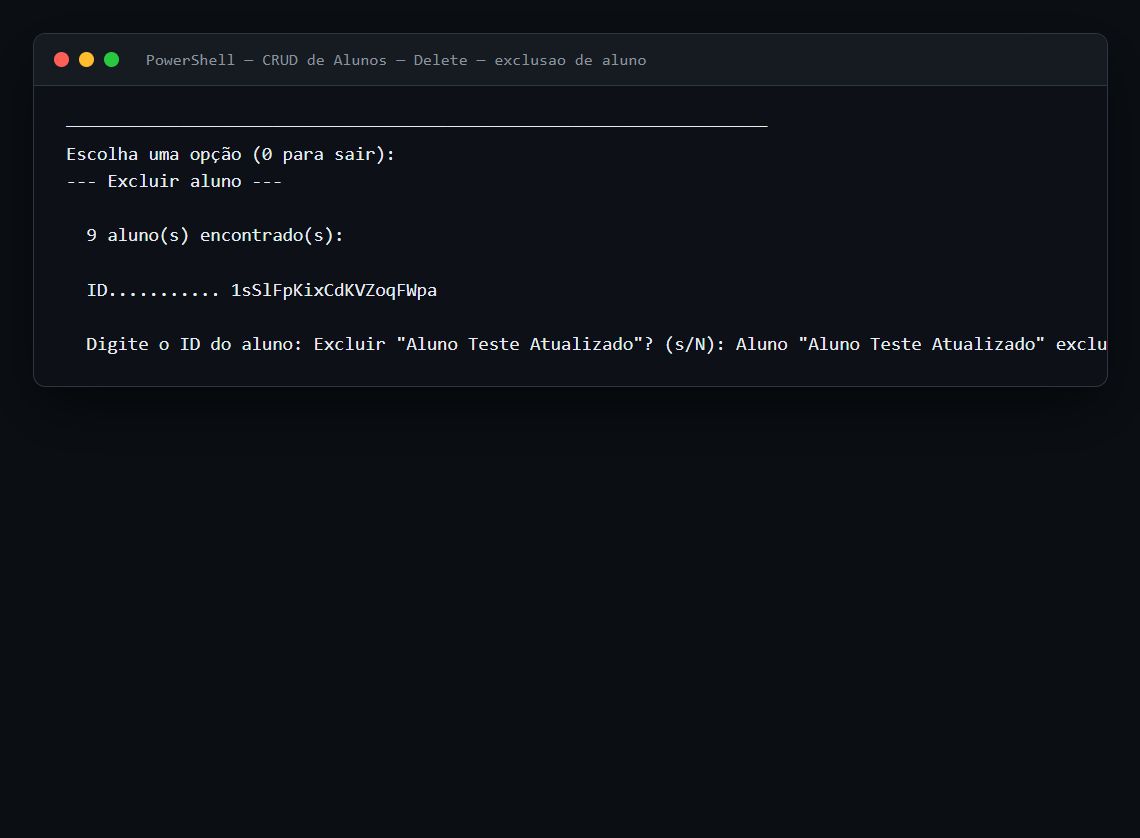 PowerShell — CRUD de Alunos — Delete — exclusao de aluno
Escolha uma opção (0 para sair):
--- Excluir aluno ---
9 aluno(s) encontrado(s):
ID........... 1sSlFpKixCdKVZoqFWpa
Digite o ID do aluno: Excluir "Aluno Teste Atualizado"? (s/N): Aluno "Aluno Teste Atualizado" exclu